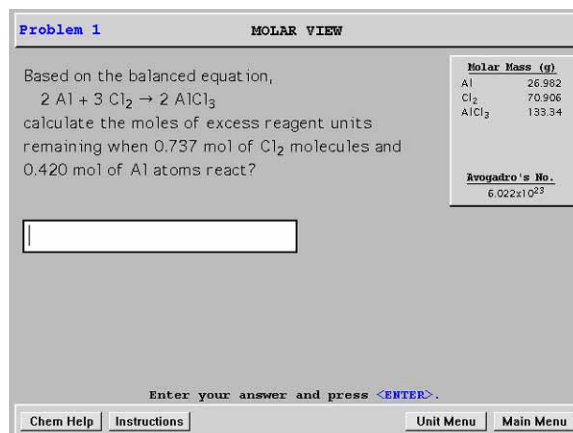 Problem 1
MOLAR VIEW
Based on the balanced equation,
2 Al + 3 Cl₂ → 2 AlCl₃
calculate the moles of excess reagent units
remaining when 0.737 mol of Cl₂ molecules and
0.420 mol of Al atoms react?
Molar Mass (g)
Al 26.982
Cl₂ 70.906
AlCl₃ 133.34
Avogadro's No.
6.022x10²³
Enter your answer and press <ENTER>.
Chem Help Instructions Unit Menu Main Menu